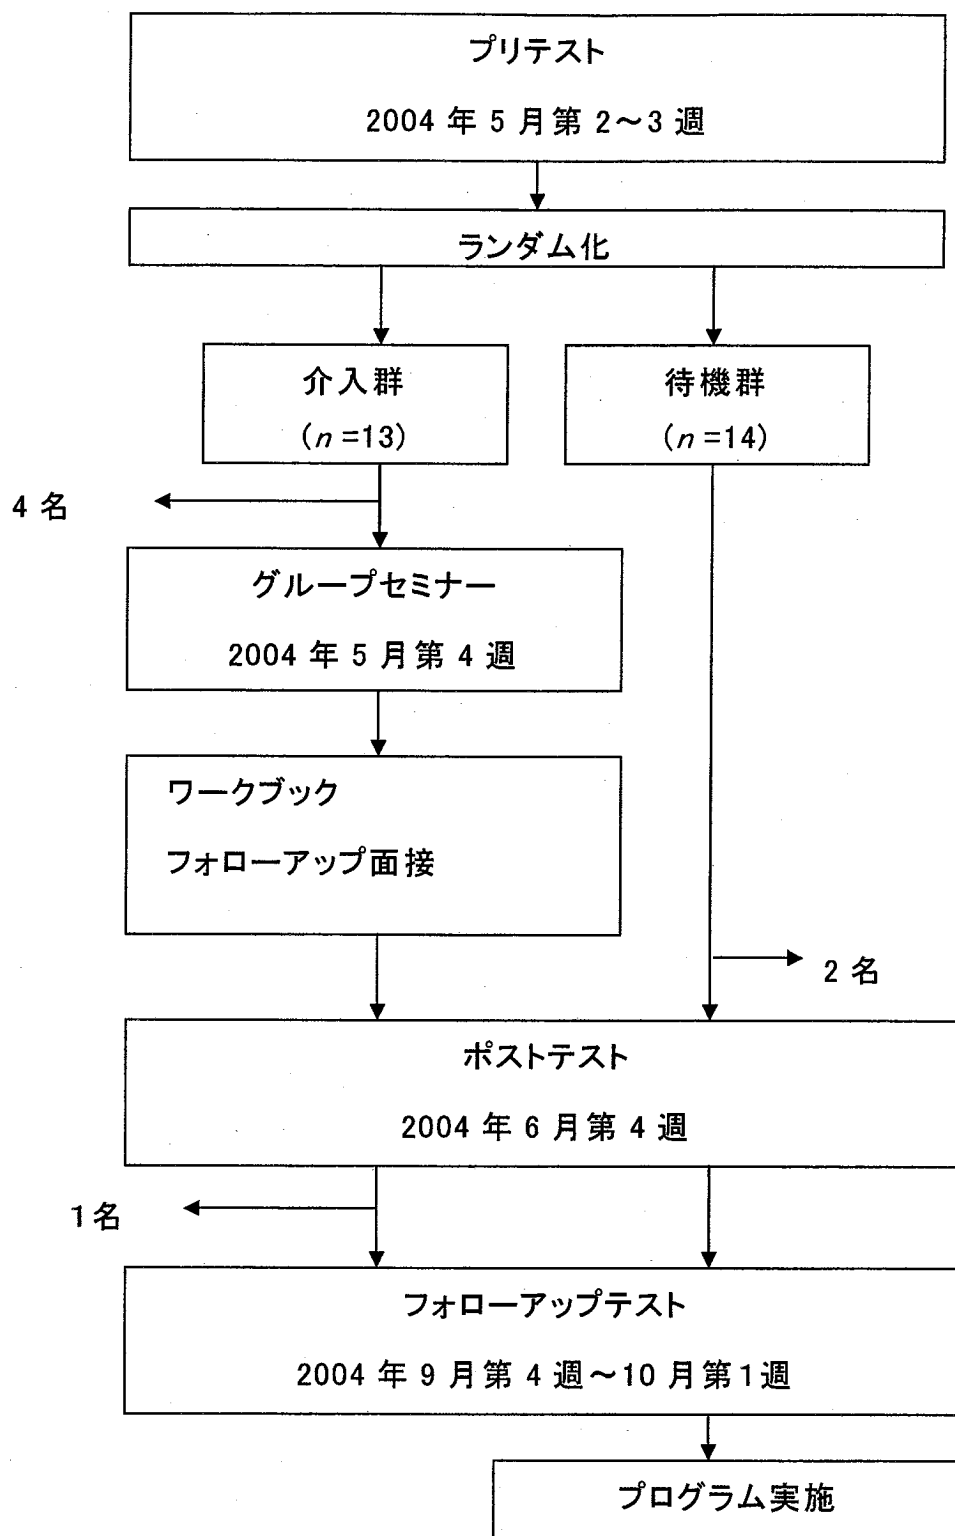 プリテスト
2004 年 5 月第 2～3 週
ランダム化
介入群
(n =13)
待機群
(n =14)
4 名
グループセミナー
2004 年 5 月第 4 週
ワークブック
フォローアップ面接
2 名
ポストテスト
2004 年 6 月第 4 週
1 名
フォローアップテスト
2004 年 9 月第 4 週～10 月第 1 週
プログラム実施